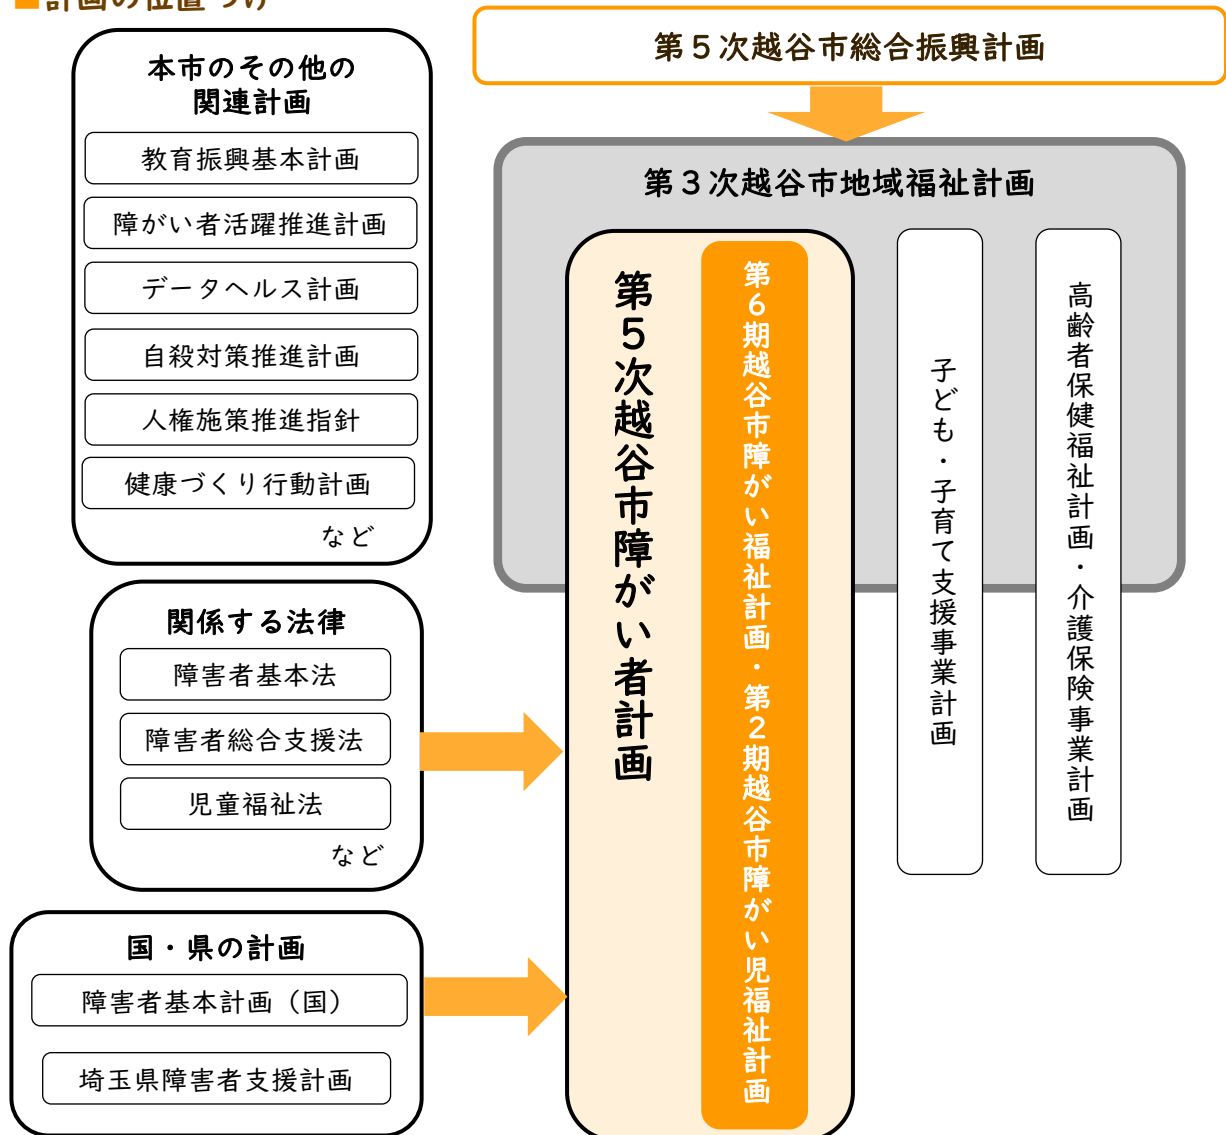 ■計画の位置づけ
本市のその他の
関連計画
教育振興基本計画
障がい者活躍推進計画
データヘルス計画
自殺対策推進計画
人権施策推進指針
健康づくり行動計画
など
関係する法律
障害者基本法
障害者総合支援法
児童福祉法
など
国・県の計画
障害者基本計画（国）
埼玉県障害者支援計画
第５次越谷市総合振興計画
第３次越谷市地域福祉計画
第５次越谷市障がい者計画
第６期越谷市障がい福祉計画・第２期越谷市障がい児福祉計画
子ども・子育て支援事業計画
高齢者保健福祉計画・介護保険事業計画